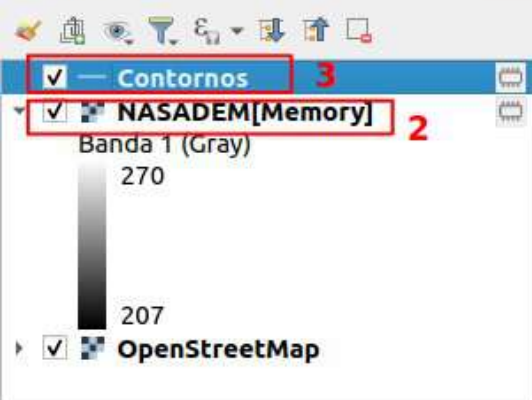 Contornos 3
NASADEM[Memory] 2
Banda 1 (Gray)
270
207
OpenStreetMap